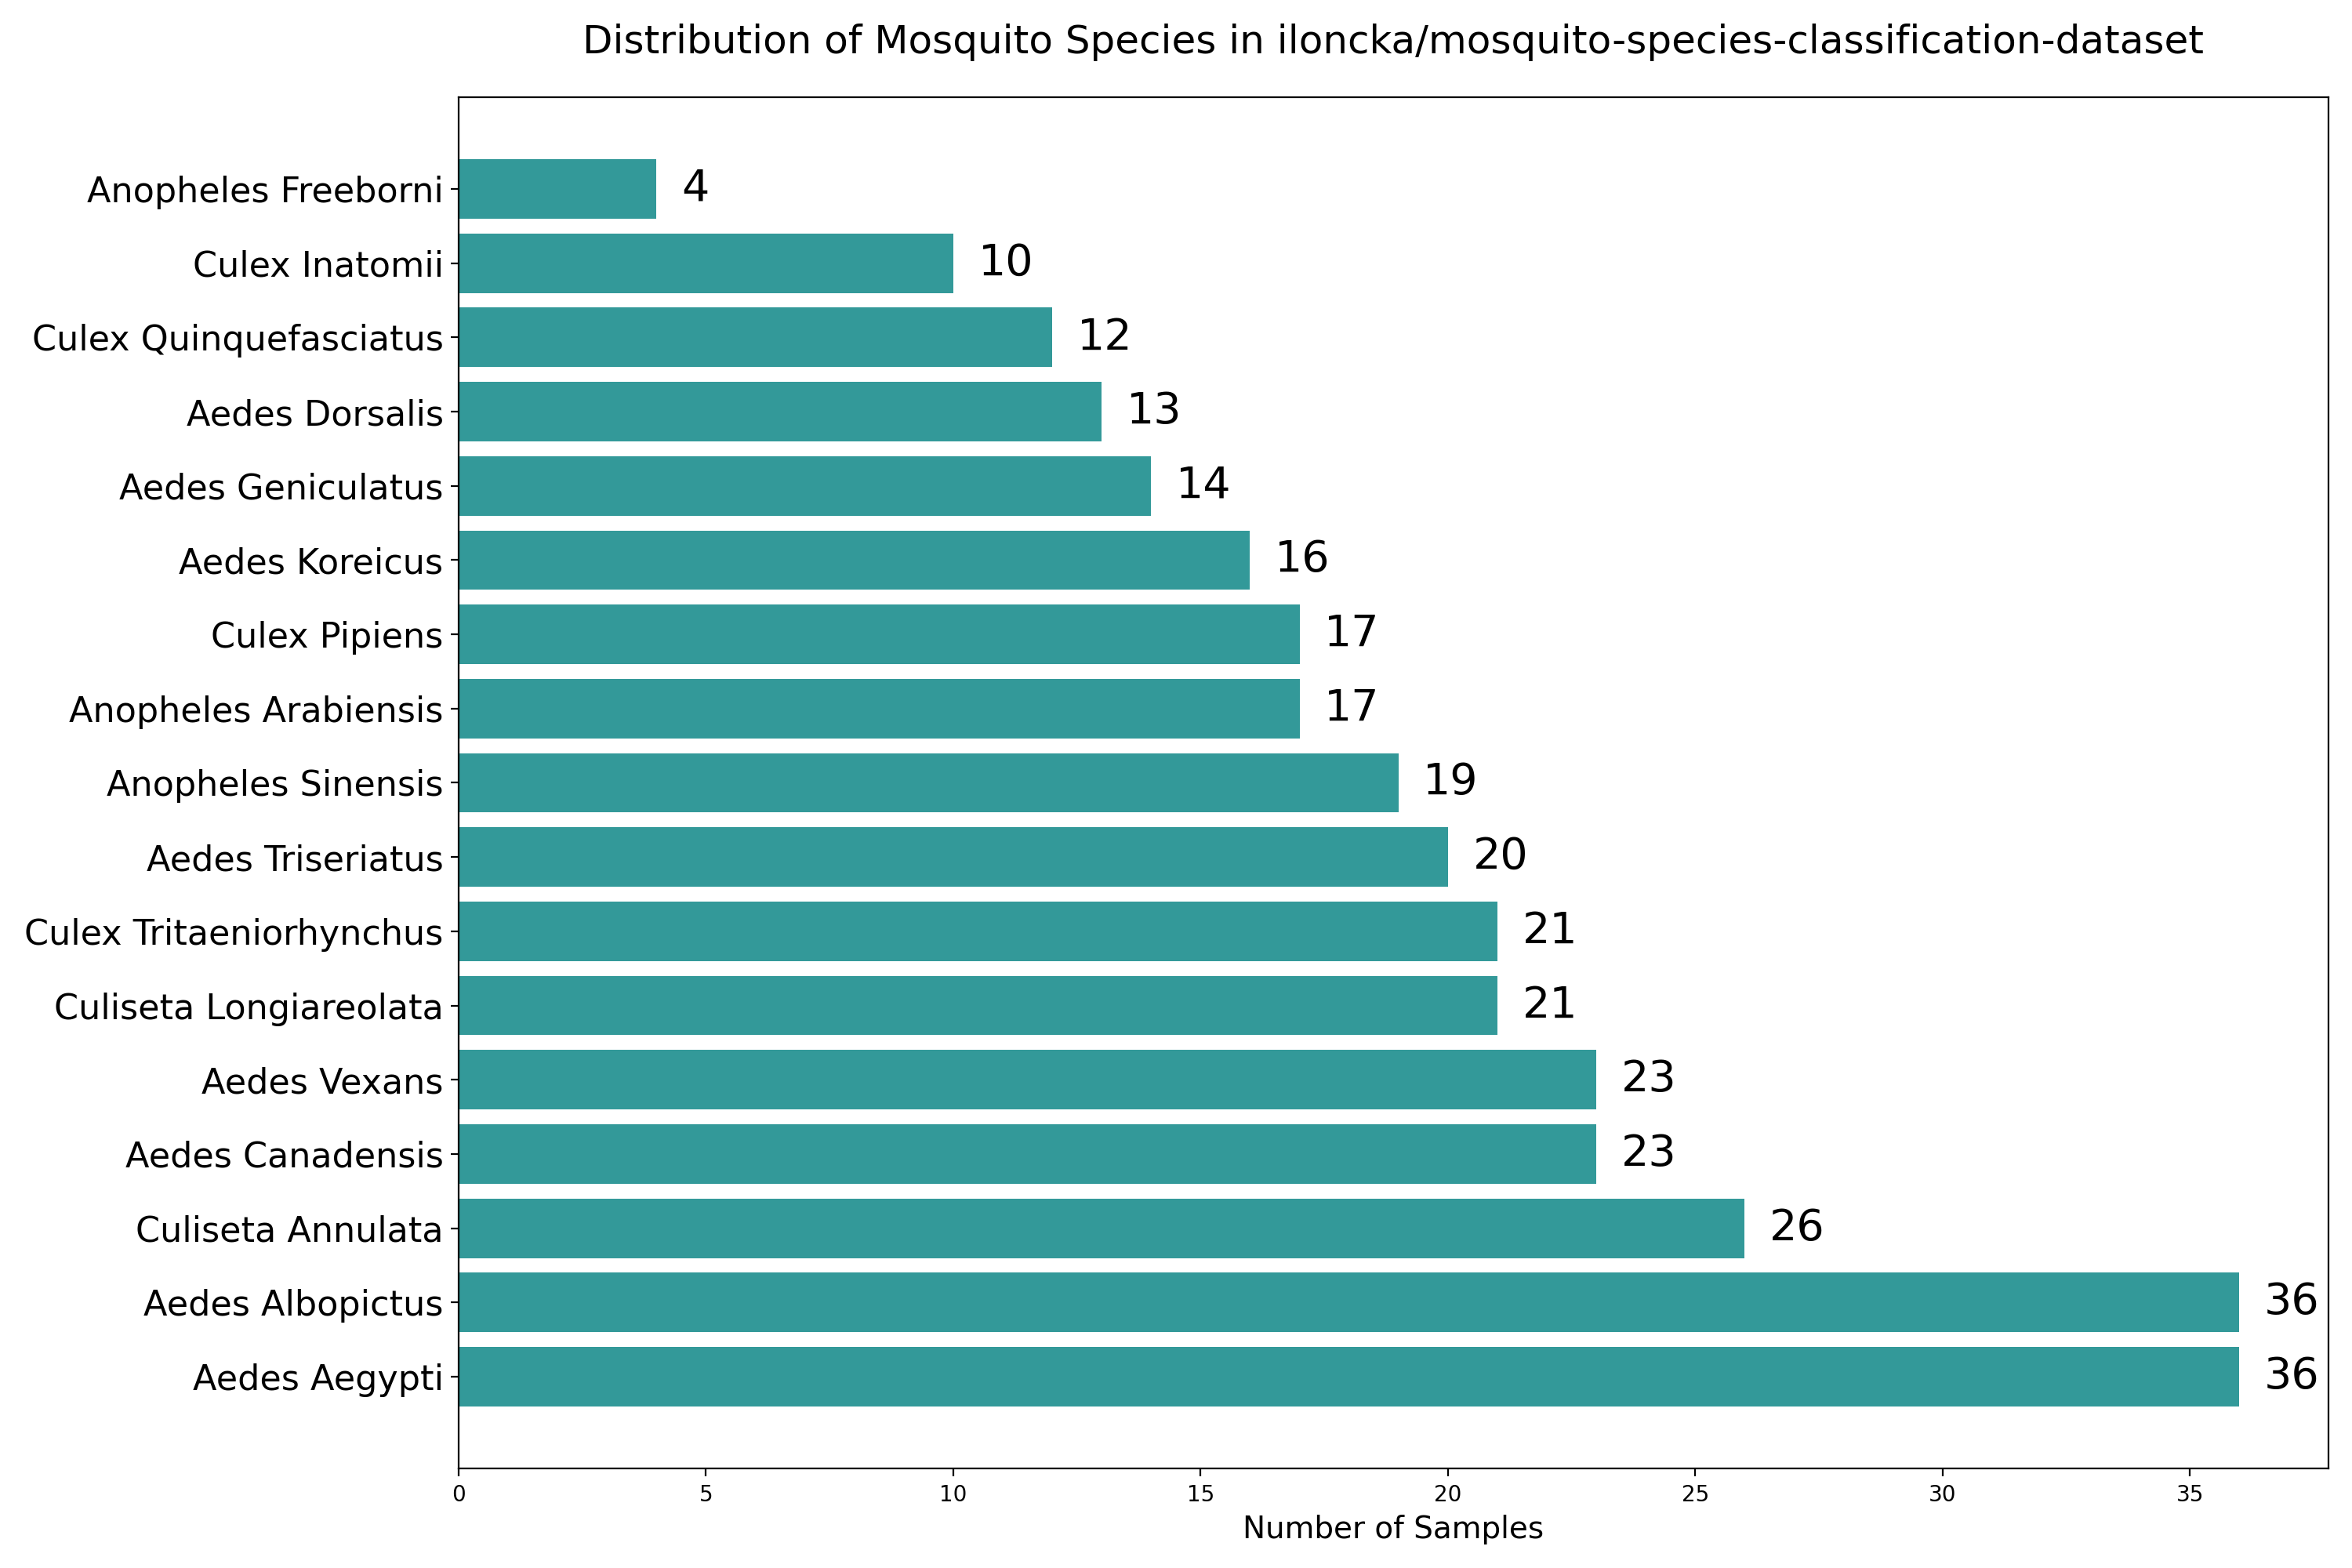 Distribution of Mosquito Species in iloncka/mosquito-species-classification-dataset
Anopheles Freeborni 4
Culex Inatomii 10
Culex Quinquefasciatus 12
Aedes Dorsalis 13
Aedes Geniculatus 14
Aedes Koreicus 16
Culex Pipiens 17
Anopheles Arabiensis 17
Anopheles Sinensis 19
Aedes Triseriatus 20
Culex Tritaeniorhynchus 21
Culiseta Longiareolata 21
Aedes Vexans 23
Aedes Canadensis 23
Culiseta Annulata 26
Aedes Albopictus 36
Aedes Aegypti 36
0 5 10 15 20 25 30 35
Number of Samples